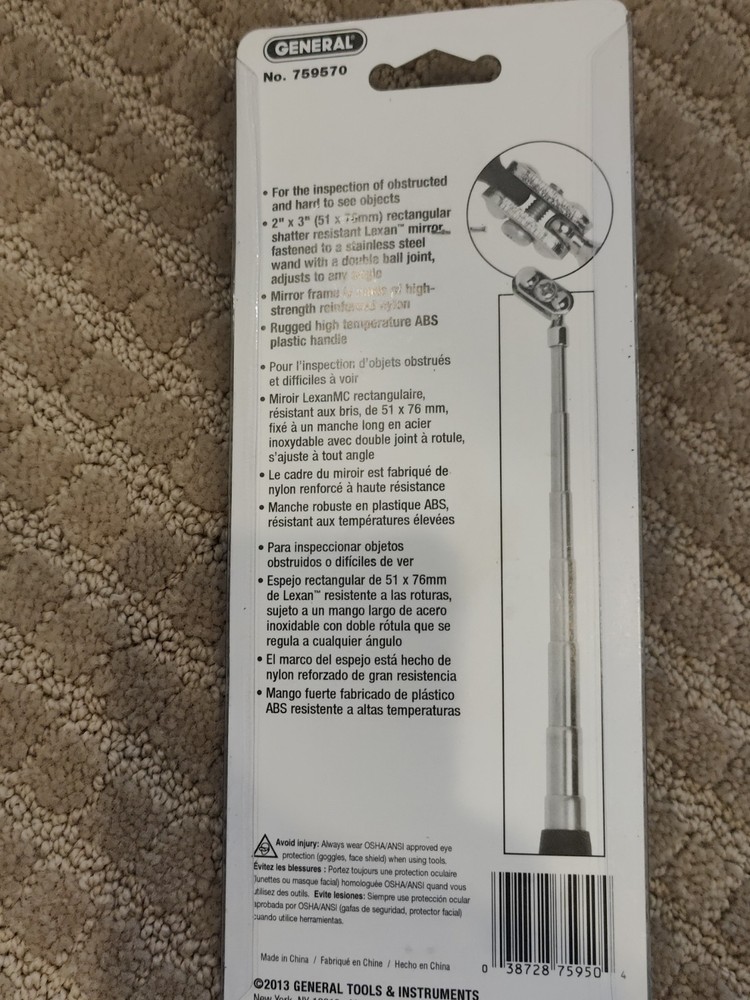 GENERAL®
No. 759570
• For the inspection of obstructed
and hard to see objects
• 2" x 3" (51 x 76mm) rectangular
shatter resistant Lexan™ mirror
fastened to a stainless steel
wand with a double ball joint,
adjusts to any angle
• Mirror frame of high-
strength reinforced nylon
• Rugged high temperature ABS
plastic handle
• Pour l'inspection d'objets obstrués
et difficiles à voir
• Miroir LexanMC rectangulaire,
résistant aux bris, de 51 x 76 mm,
fixé à un manche long en acier
inoxydable avec double joint à rotule,
s'ajuste à tout angle
• Le cadre du miroir est fabriqué de
nylon renforcé à haute résistance
• Manche robuste en plastique ABS,
résistant aux températures élevées
• Para inspeccionar objetos
obstruidos o difíciles de ver
• Espejo rectangular de 51 x 76mm
de Lexan™ resistente a las roturas,
sujeto a un mango largo de acero
inoxidable con doble rótula que se
regula a cualquier ángulo
• El marco del espejo está hecho de
nylon reforzado de gran resistencia
• Mango fuerte fabricado de plástico
ABS resistente a altas temperaturas
Avoid injury: Always wear OSHA/ANSI approved eye
protection (goggles, face shield) when using tools.
Évitez les blessures : Portez toujours une protection oculaire
(lunettes ou masque facial) homologuée OSHA/ANSI quand vous
utilisez des outils. Evite lesiones: Siempre use protección ocular
aprobada por OSHA/ANSI (gafas de seguridad, protector facial)
cuando utilice herramientas.
Made in China / Fabriqué en Chine / Hecho en China
0 38728 75950 4
©2013 GENERAL TOOLS & INSTRUMENTS
New York, NY